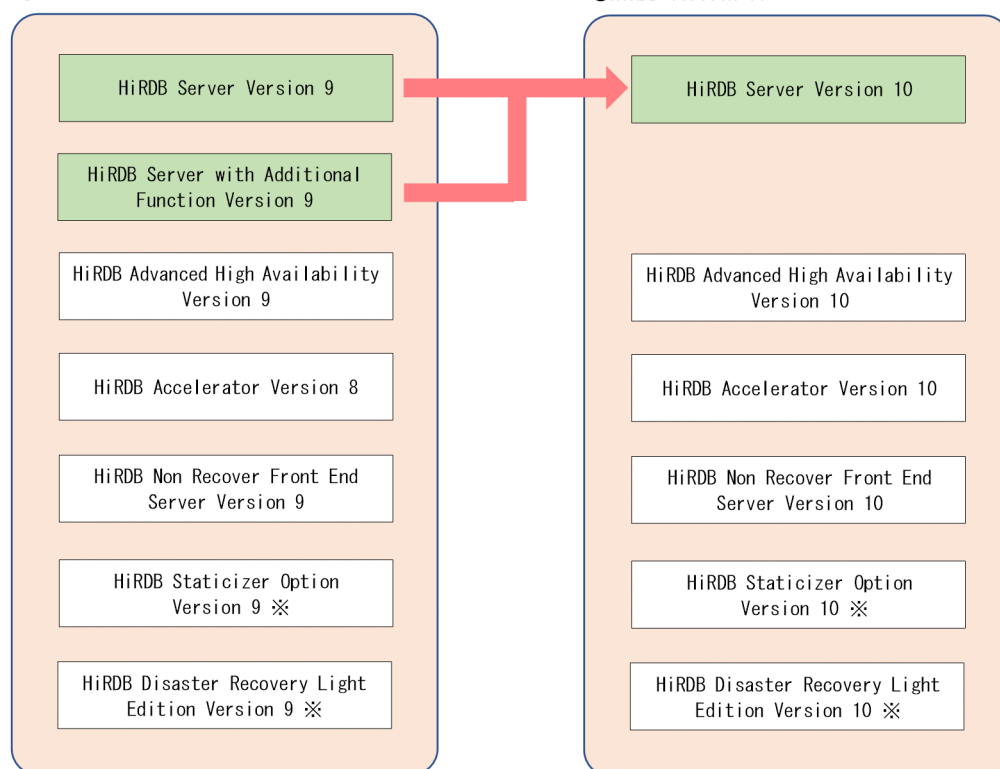 HiRDB Server Version 9
HiRDB Server with Additional
Function Version 9
HiRDB Advanced High Availability
Version 9
HiRDB Accelerator Version 8
HiRDB Non Recover Front End
Server Version 9
HiRDB Staticizer Option
Version 9 ※
HiRDB Disaster Recovery Light
Edition Version 9 ※
HiRDB Server Version 10
HiRDB Advanced High Availability
Version 10
HiRDB Accelerator Version 10
HiRDB Non Recover Front End
Server Version 10
HiRDB Staticizer Option
Version 10 ※
HiRDB Disaster Recovery Light
Edition Version 10 ※